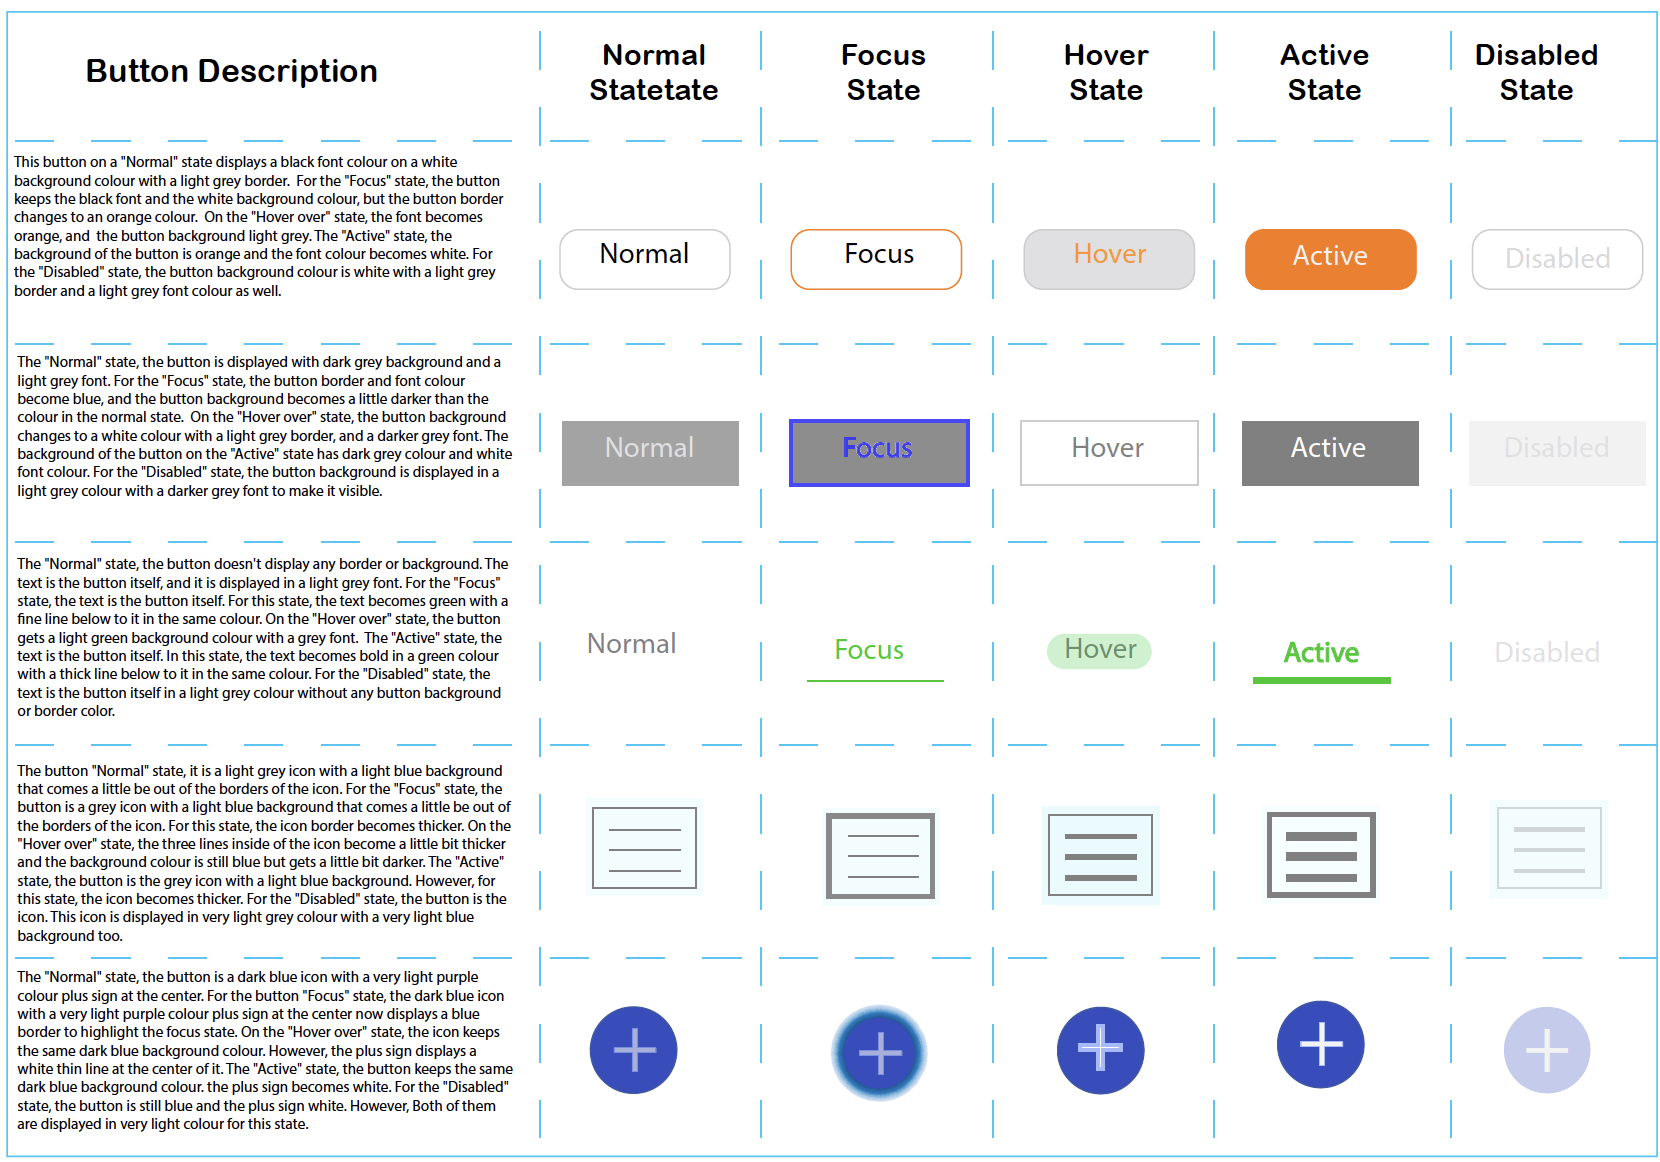 Button Description
Normal
Statetate
Focus
State
Hover
State
Active
State
Disabled
State
This button on a "Normal" state displays a black font colour on a white
background colour with a light grey border.  For the "Focus" state, the button
keeps the black font and the white background colour, but the button border
changes to an orange colour.  On the "Hover over" state, the font becomes
orange, and  the button background light grey. The "Active" state, the
background of the button is orange and the font colour becomes white. For
the "Disabled" state, the button background colour is white with a light grey
border and a light grey font colour as well.
Normal
Focus
Hover
Active
Disabled
The "Normal" state, the button is displayed with dark grey background and a
light grey font. For the "Focus" state, the button border and font colour
become blue, and the button background becomes a little darker than the
colour in the normal state.  On the "Hover over" state, the button background
changes to a white colour with a light grey border, and a darker grey font. The
background of the button on the "Active" state has dark grey colour and white
font colour. For the "Disabled" state, the button background is displayed in a
light grey colour with a darker grey font to make it visible.
Normal
Focus
Hover
Active
Disabled
The "Normal" state, the button doesn't display any border or background. The
text is the button itself, and it is displayed in a light grey font. For the "Focus"
state, the text is the button itself. For this state, the text becomes green with a
fine line below to it in the same colour. On the "Hover over" state, the button
gets a light green background colour with a grey font.  The "Active" state, the
text is the button itself. In this state, the text becomes bold in a green colour
with a thick line below to it in the same colour. For the "Disabled" state, the
text is the button itself in a light grey colour without any button background
or border color.
Normal
Focus
Hover
Active
Disabled
The button "Normal" state, it is a light grey icon with a light blue background
that comes a little be out of the borders of the icon. For the "Focus" state, the
button is a grey icon with a light blue background that comes a little be out of
the borders of the icon. For this state, the icon border becomes thicker. On the
"Hover over" state, the three lines inside of the icon become a little bit thicker
and the background colour is still blue but gets a little bit darker. The "Active"
state, the button is the grey icon with a light blue background. However, for
this state, the icon becomes thicker. For the "Disabled" state, the button is the
icon. This icon is displayed in very light grey colour with a very light blue
background too.
The "Normal" state, the button is a dark blue icon with a very light purple
colour plus sign at the center. For the button "Focus" state, the dark blue icon
with a very light purple colour plus sign at the center now displays a blue
border to highlight the focus state. On the "Hover over" state, the icon keeps
the same dark blue background colour. However, the plus sign displays a
white thin line at the center of it. The "Active" state, the button keeps the same
dark blue background colour. the plus sign becomes white. For the "Disabled"
state, the button is still blue and the plus sign white. However, Both of them
are displayed in very light colour for this state.